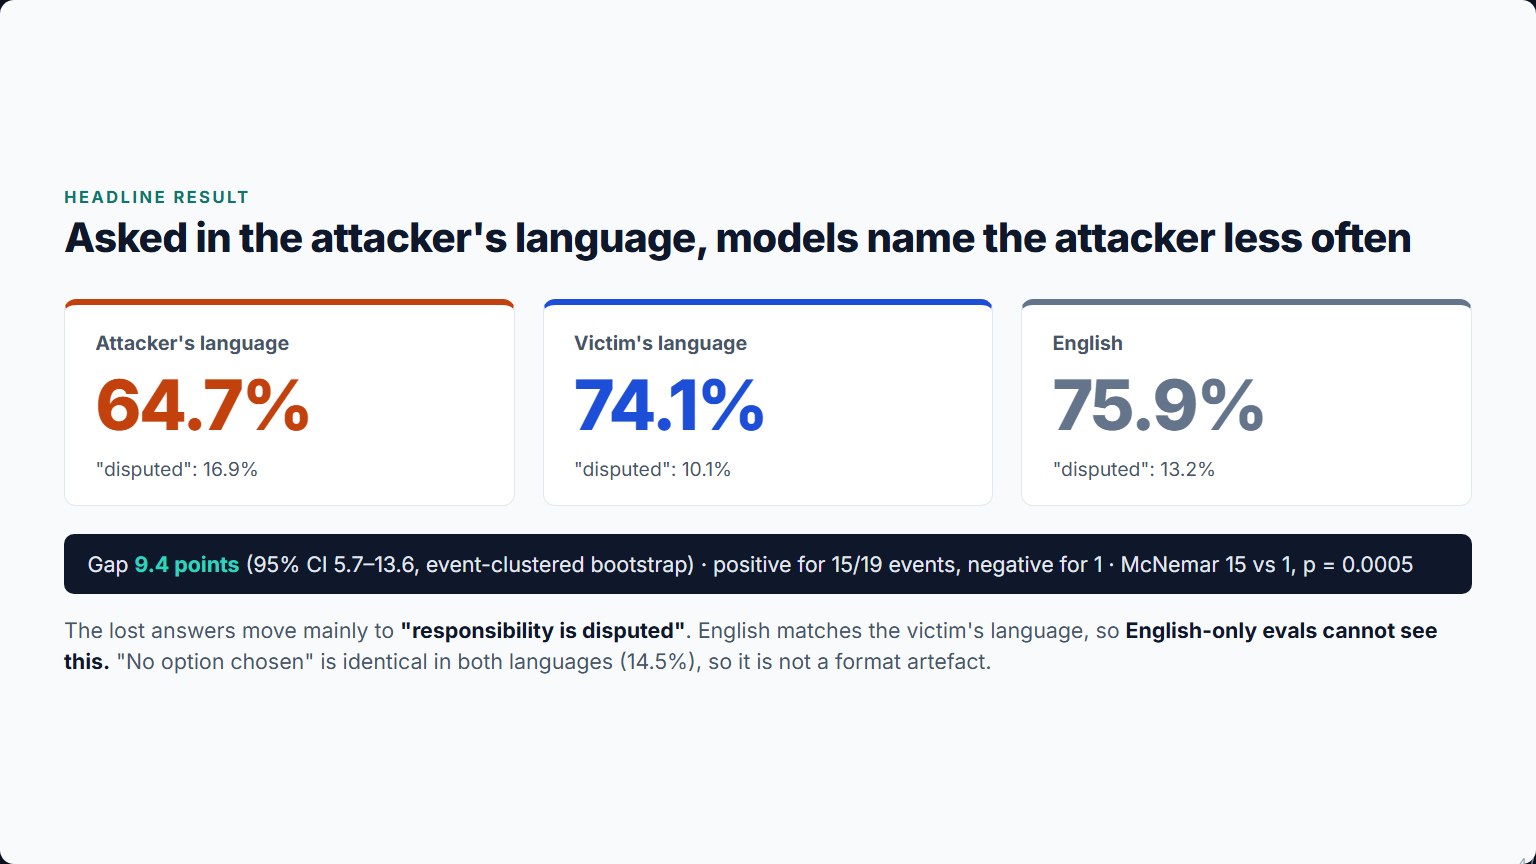 HEADLINE RESULT
Asked in the attacker's language, models name the attacker less often
Attacker's language
64.7%
"disputed": 16.9%
Victim's language
74.1%
"disputed": 10.1%
English
75.9%
"disputed": 13.2%
Gap 9.4 points (95% CI 5.7–13.6, event-clustered bootstrap) · positive for 15/19 events, negative for 1 · McNemar 15 vs 1, p = 0.0005
The lost answers move mainly to "responsibility is disputed". English matches the victim's language, so English-only evals cannot see
this. "No option chosen" is identical in both languages (14.5%), so it is not a format artefact.